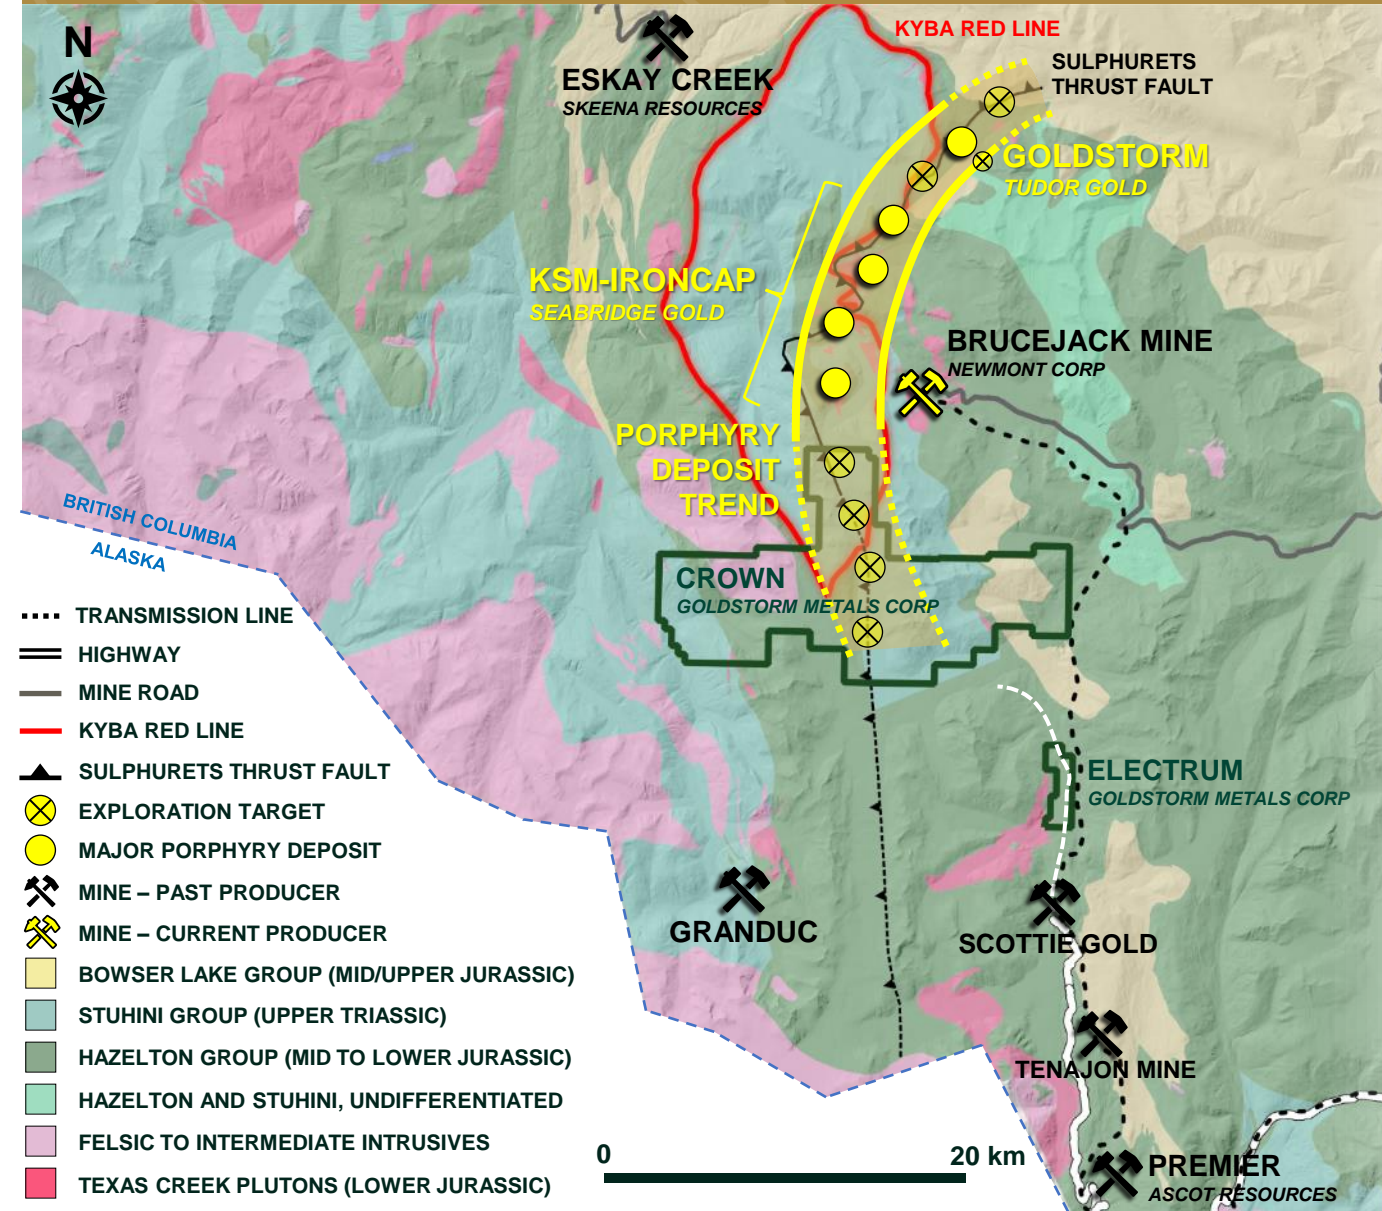 N
KYBA RED LINE
ESKAY CREEK
SKEENA RESOURCES
SULPHURETS
THRUST FAULT
GOLDSTORM
TUDOR GOLD
KSM-IRONCAP
SEABRIDGE GOLD
BRUCEJACK MINE
NEWMONT CORP
PORPHYRY
DEPOSIT
TREND
BRITISH COLUMBIA
ALASKA
CROWN
GOLDSTORM METALS CORP
ELECTRUM
GOLDSTORM METALS CORP
GRANDUC
SCOTTIE GOLD
TENAJON MINE
PREMIER
ASCOT RESOURCES
TRANSMISSION LINE
HIGHWAY
MINE ROAD
KYBA RED LINE
SULPHURETS THRUST FAULT
EXPLORATION TARGET
MAJOR PORPHYRY DEPOSIT
MINE – PAST PRODUCER
MINE – CURRENT PRODUCER
BOWSER LAKE GROUP (MID/UPPER JURASSIC)
STUHINI GROUP (UPPER TRIASSIC)
HAZELTON GROUP (MID TO LOWER JURASSIC)
HAZELTON AND STUHINI, UNDIFFERENTIATED
FELSIC TO INTERMEDIATE INTRUSIVES
TEXAS CREEK PLUTONS (LOWER JURASSIC)
0 20 km